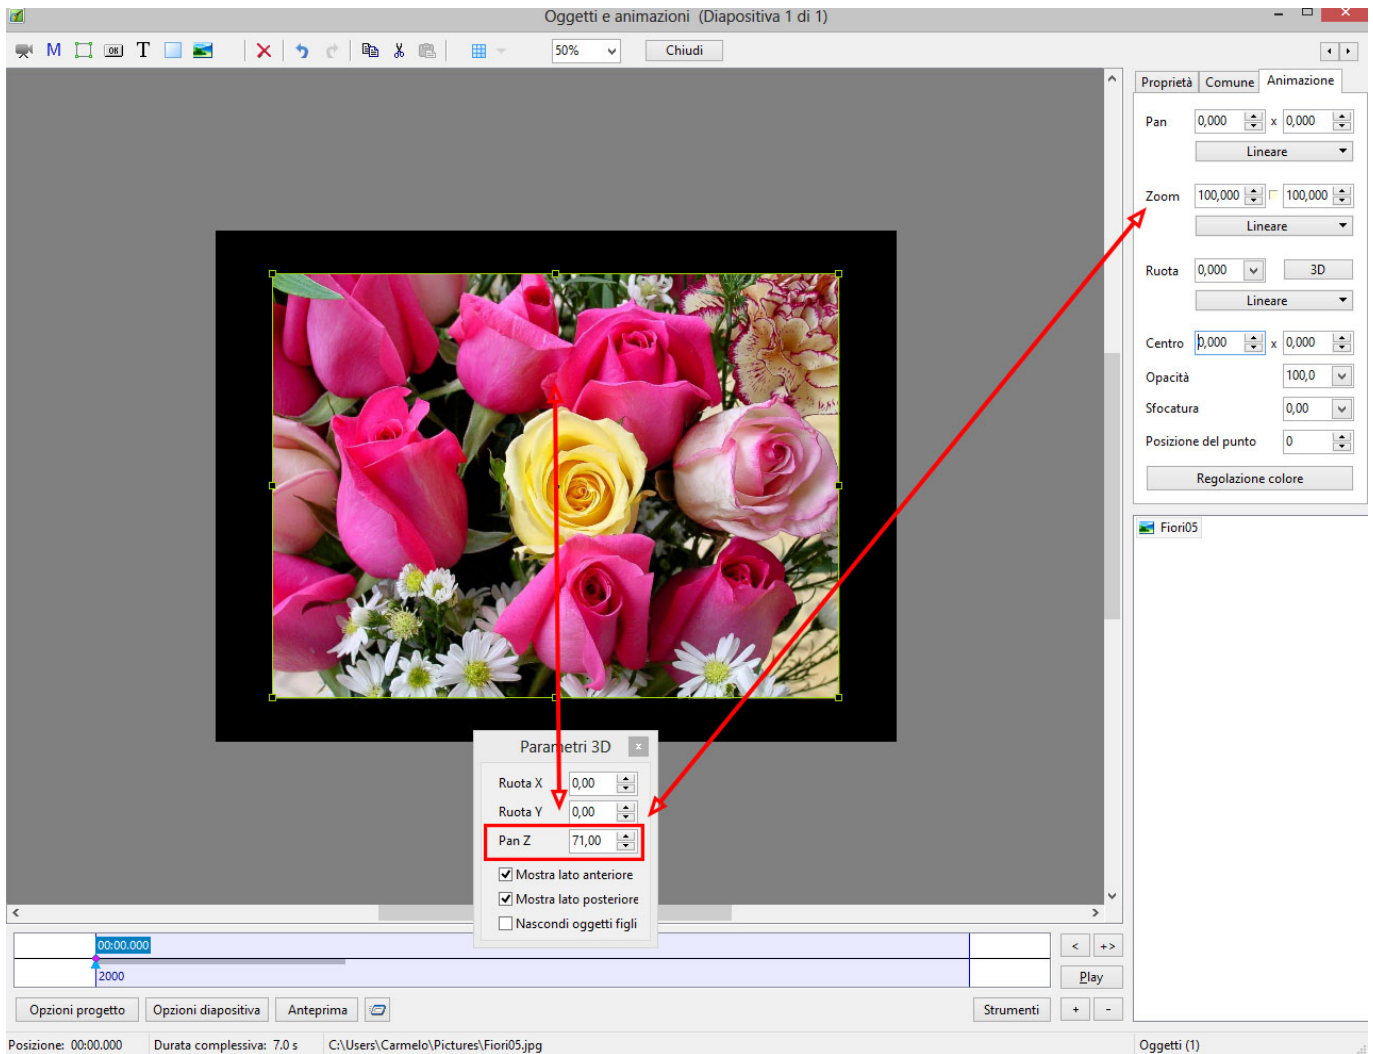 Oggetti e animazioni (Diapositiva 1 di 1)
M OK T 50% Chiudi
Proprietà Comune Animazione
Pan 0,000 x 0,000
Lineare
Zoom 100,000 100,000
Lineare
Ruota 0,000 3D
Lineare
Centro 0,000 x 0,000
Opacità 100,0
Sfocatura 0,00
Posizione del punto 0
Regolazione colore
Fiori05
Parametri 3D x
Ruota X 0,00
Ruota Y 0,00
Pan Z 71,00
Mostra lato anteriore
Mostra lato posteriore
Nascondi oggetti figli
00:00.000 < +>
2000 Play
Opzioni progetto Opzioni diapositiva Anteprima Strumenti + -
Posizione: 00:00.000 Durata complessiva: 7.0 s C:\Users\Carmelo\Pictures\Fiori05.jpg Oggetti (1)